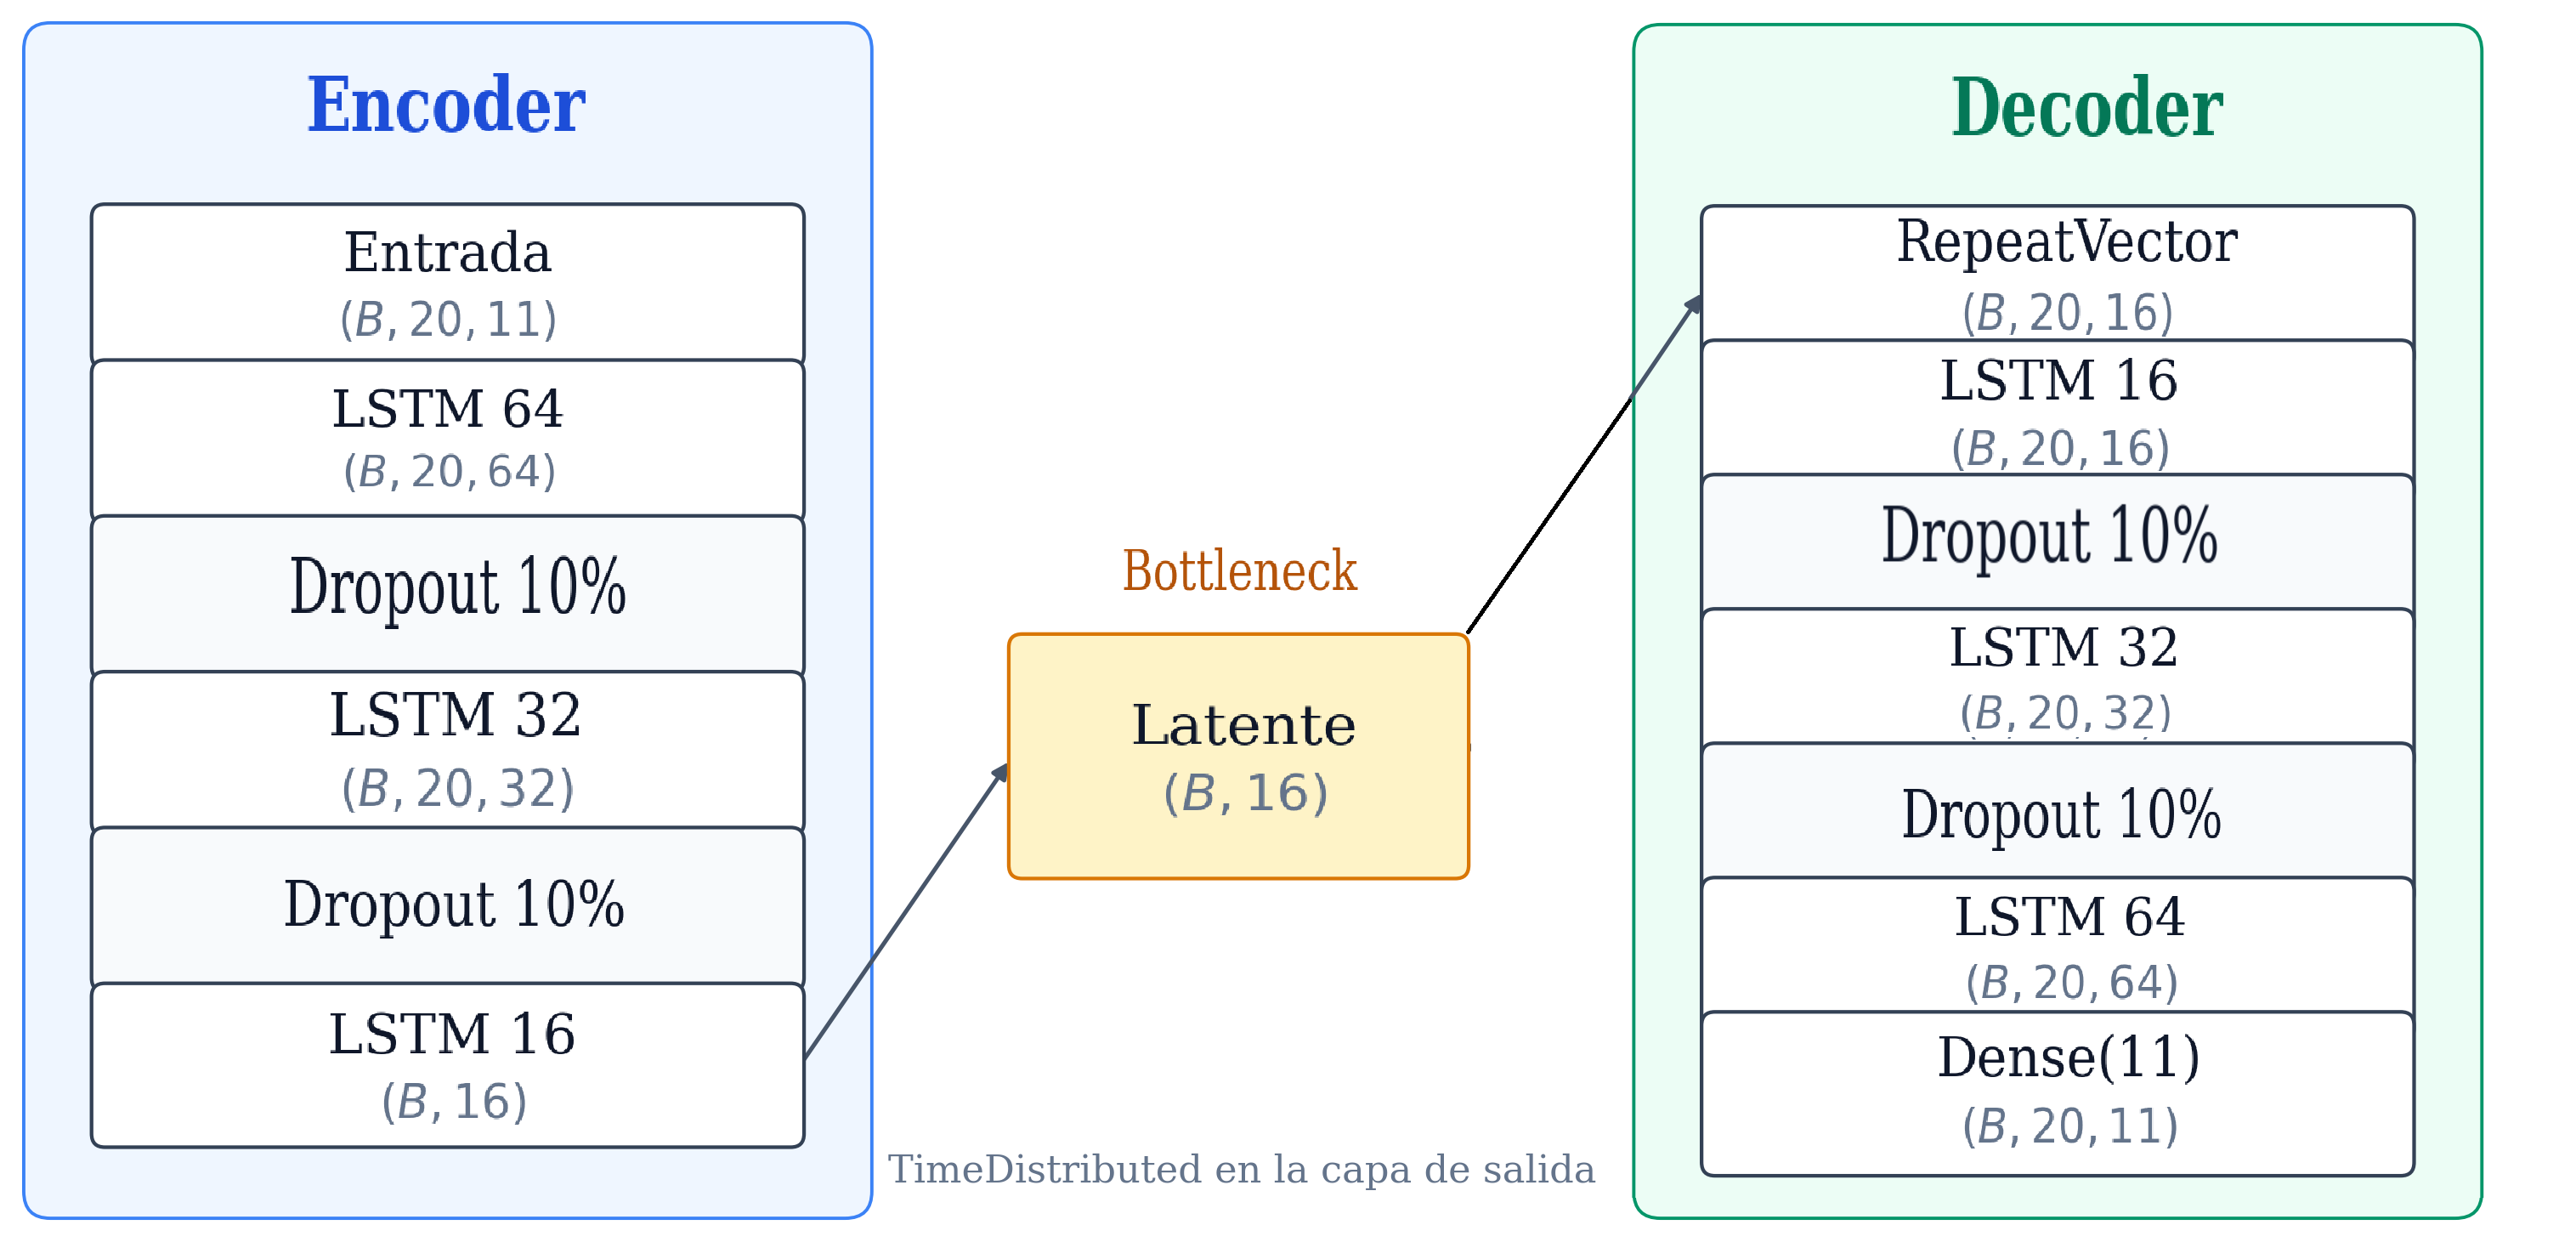 Encoder
Entrada
(B, 20, 11)
LSTM 64
(B, 20, 64)
Dropout 10%
LSTM 32
(B, 20, 32)
Dropout 10%
LSTM 16
(B, 16)
Bottleneck
Latente
(B, 16)
TimeDistributed en la capa de salida
Decoder
RepeatVector
(B, 20, 16)
LSTM 16
(B, 20, 16)
Dropout 10%
LSTM 32
(B, 20, 32)
Dropout 10%
LSTM 64
(B, 20, 64)
Dense(11)
(B, 20, 11)